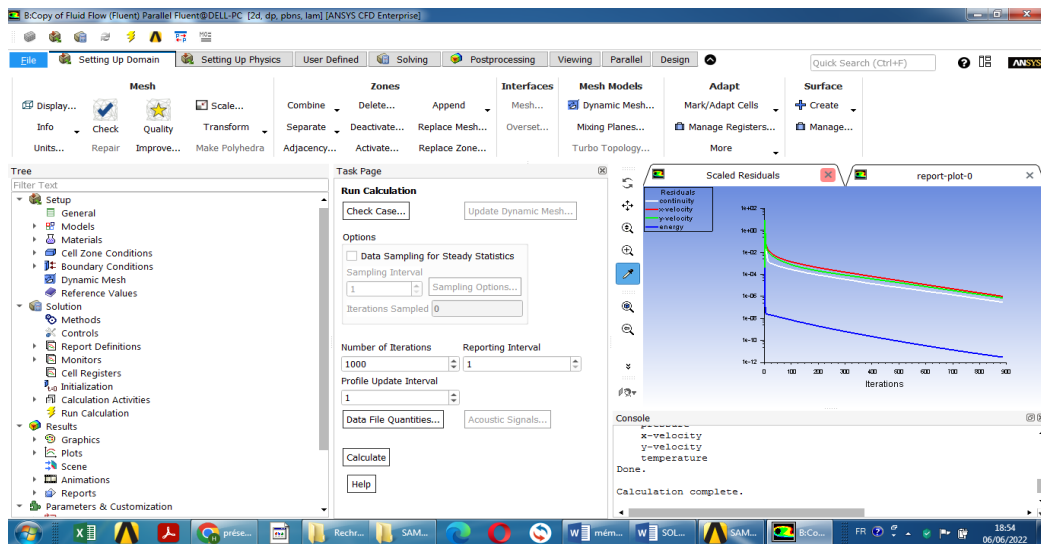 B:Copy of Fluid Flow (Fluent) Parallel Fluent@DELL-PC [2d, dp, pbns, lam] [ANSYS CFD Enterprise]
File Setting Up Domain Setting Up Physics User Defined Solving Postprocessing Viewing Parallel Design Quick Search (Ctrl+F) ANSYS
Mesh Zones Interfaces Mesh Models Adapt Surface
Display... Scale... Combine Delete... Append Mesh... Dynamic Mesh... Mark/Adapt Cells Create
Info Check Quality Transform Separate Deactivate... Replace Mesh... Overset... Mixing Planes... Manage Registers... Manage...
Units... Repair Improve... Make Polyhedra Adjacency... Activate... Replace Zone... Turbo Topology... More
Tree
Filter Text
Setup
General
Models
Materials
Cell Zone Conditions
Boundary Conditions
Dynamic Mesh
Reference Values
Solution
Methods
Controls
Report Definitions
Monitors
Cell Registers
Initialization
Calculation Activities
Run Calculation
Results
Graphics
Plots
Scene
Animations
Reports
Parameters & Customization
Task Page
Run Calculation
Check Case... Update Dynamic Mesh...
Options
Data Sampling for Steady Statistics
Sampling Interval
1 Sampling Options...
Iterations Sampled 0
Number of Iterations Reporting Interval
1000 1
Profile Update Interval
1
Data File Quantities... Acoustic Signals...
Calculate
Help
Scaled Residuals report-plot-0
Residuals
continuity
x-velocity
y-velocity
energy
1e+02
1e+00
1e-02
1e-04
1e-06
1e-08
1e-10
1e-12
0 100 200 300 400 500 600 700 800 900
Iterations
Console
pressure
x-velocity
y-velocity
temperature
Done.
Calculation complete.
prése... Rechr... SAM... mém... SOL... SAM... B:Co... FR 18:54
06/06/2022